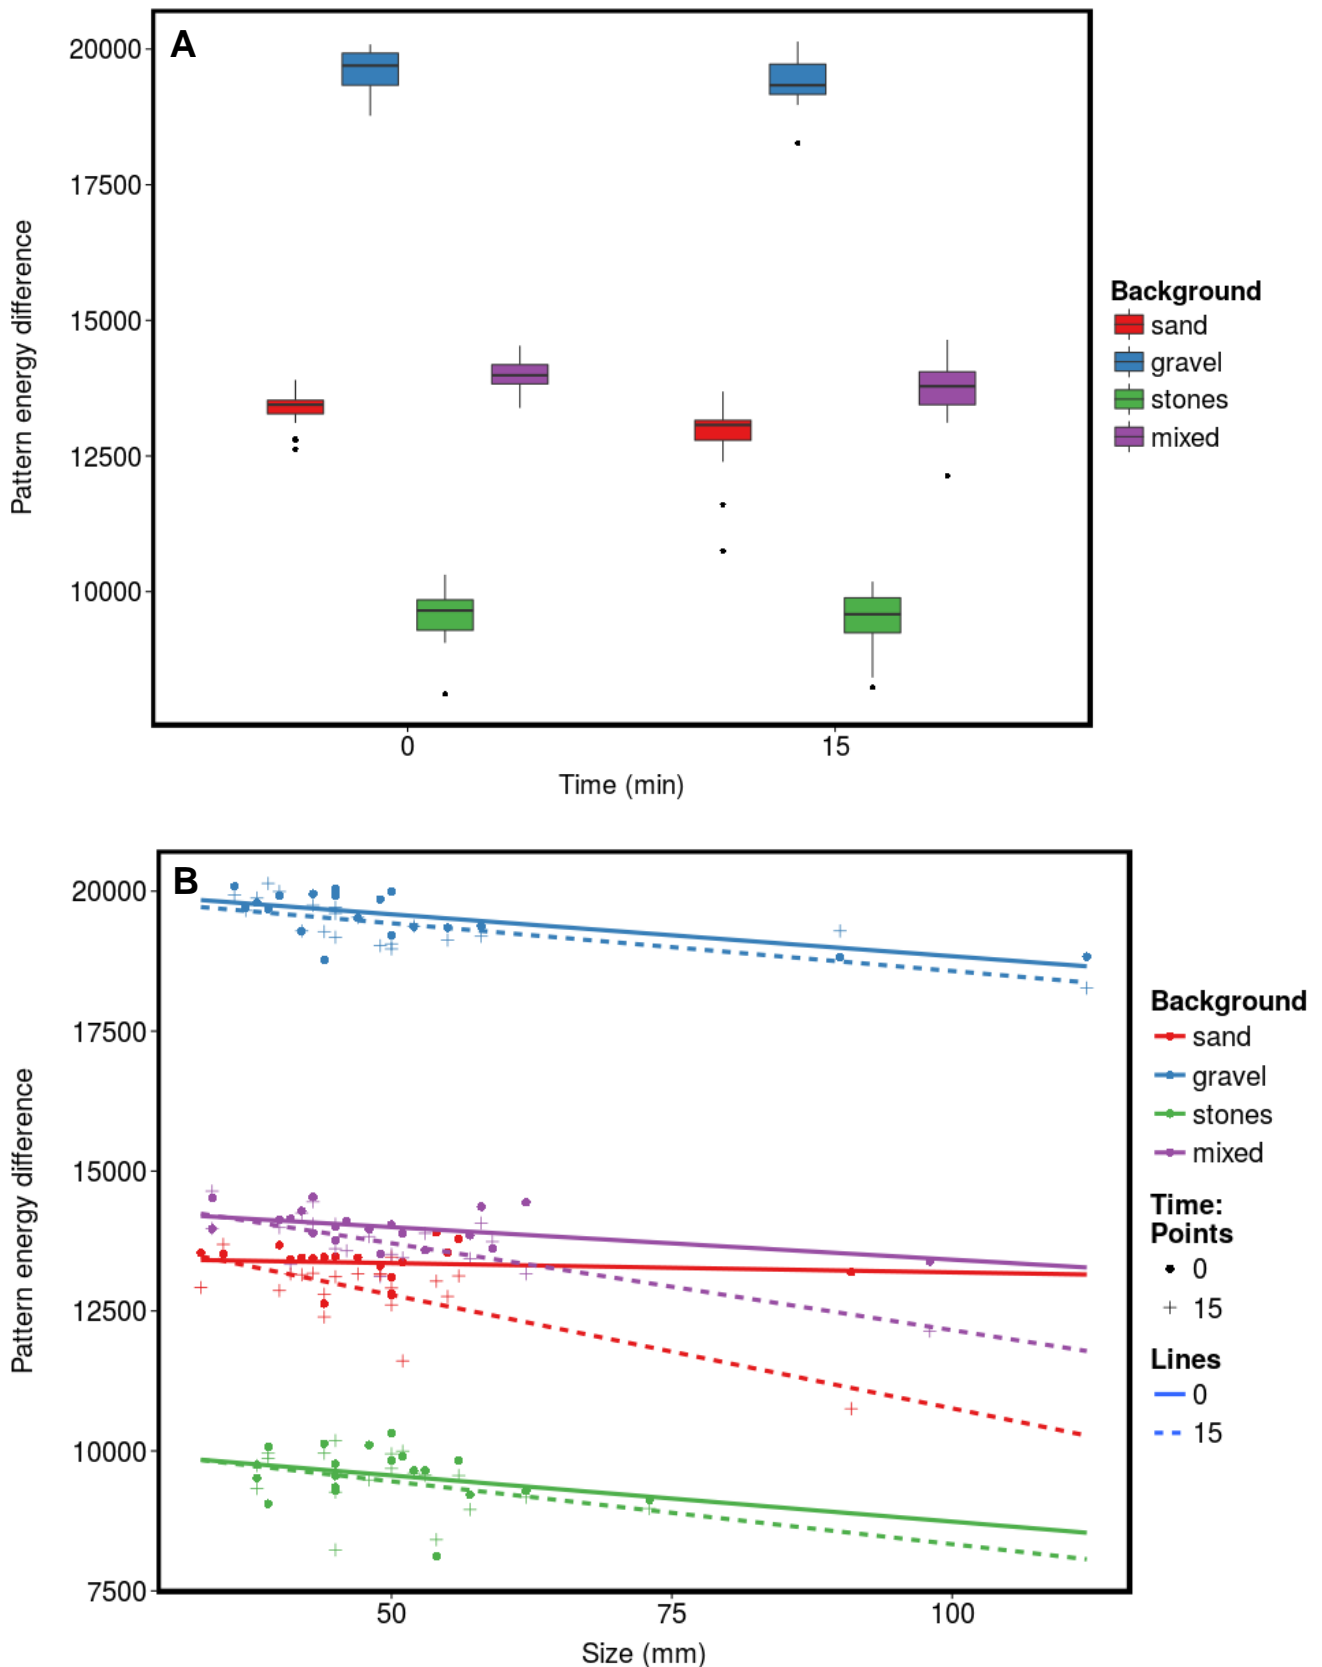 A
20000
17500
15000
12500
10000
Pattern energy difference
0
15
Time (min)
Background
sand
gravel
stones
mixed
B
20000
17500
15000
12500
10000
7500
Pattern energy difference
50
75
100
Size (mm)
Background
sand
gravel
stones
mixed
Time:
Points
0
15
Lines
0
15